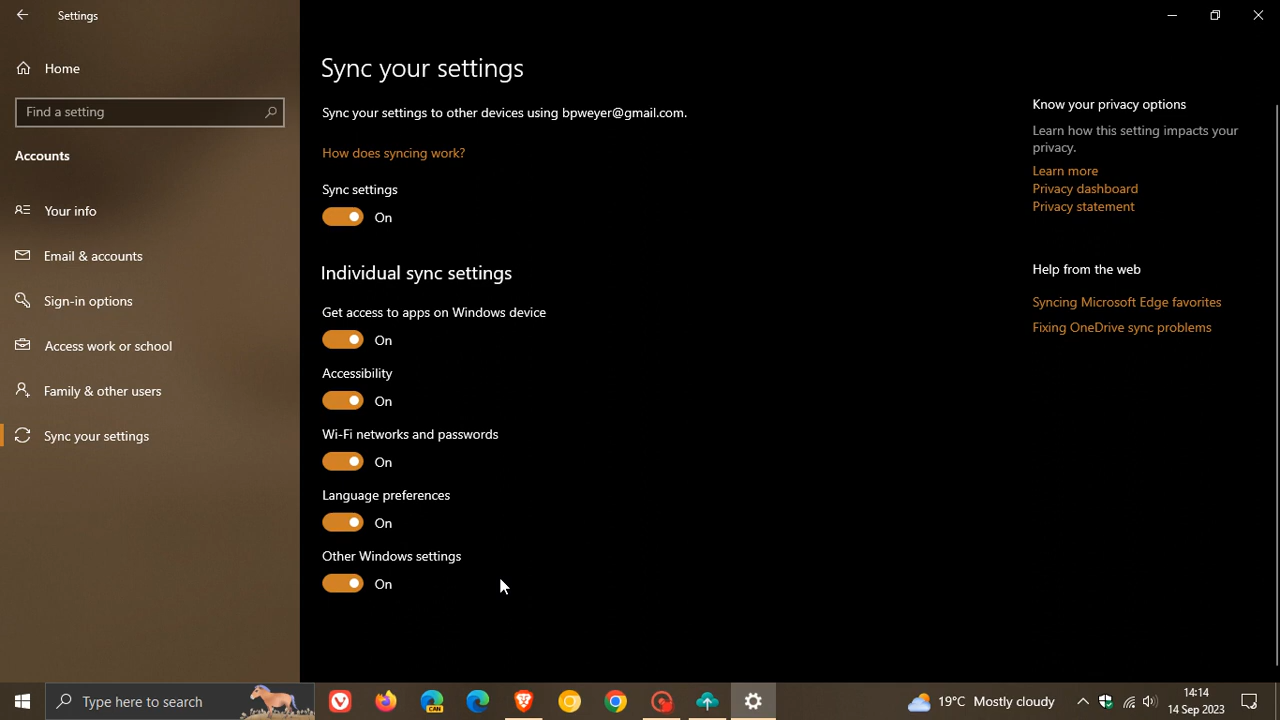 Settings
Home
Find a setting
Accounts
Your info
Email & accounts
Sign-in options
Access work or school
Family & other users
Sync your settings
Sync your settings
Sync your settings to other devices using bpweyer@gmail.com.
How does syncing work?
Sync settings
On
Individual sync settings
Get access to apps on Windows device
On
Accessibility
On
Wi-Fi networks and passwords
On
Language preferences
On
Other Windows settings
On
Know your privacy options
Learn how this setting impacts your
privacy.
Learn more
Privacy dashboard
Privacy statement
Help from the web
Syncing Microsoft Edge favorites
Fixing OneDrive sync problems
Type here to search
CAN
19°C Mostly cloudy
14:14
14 Sep 2023